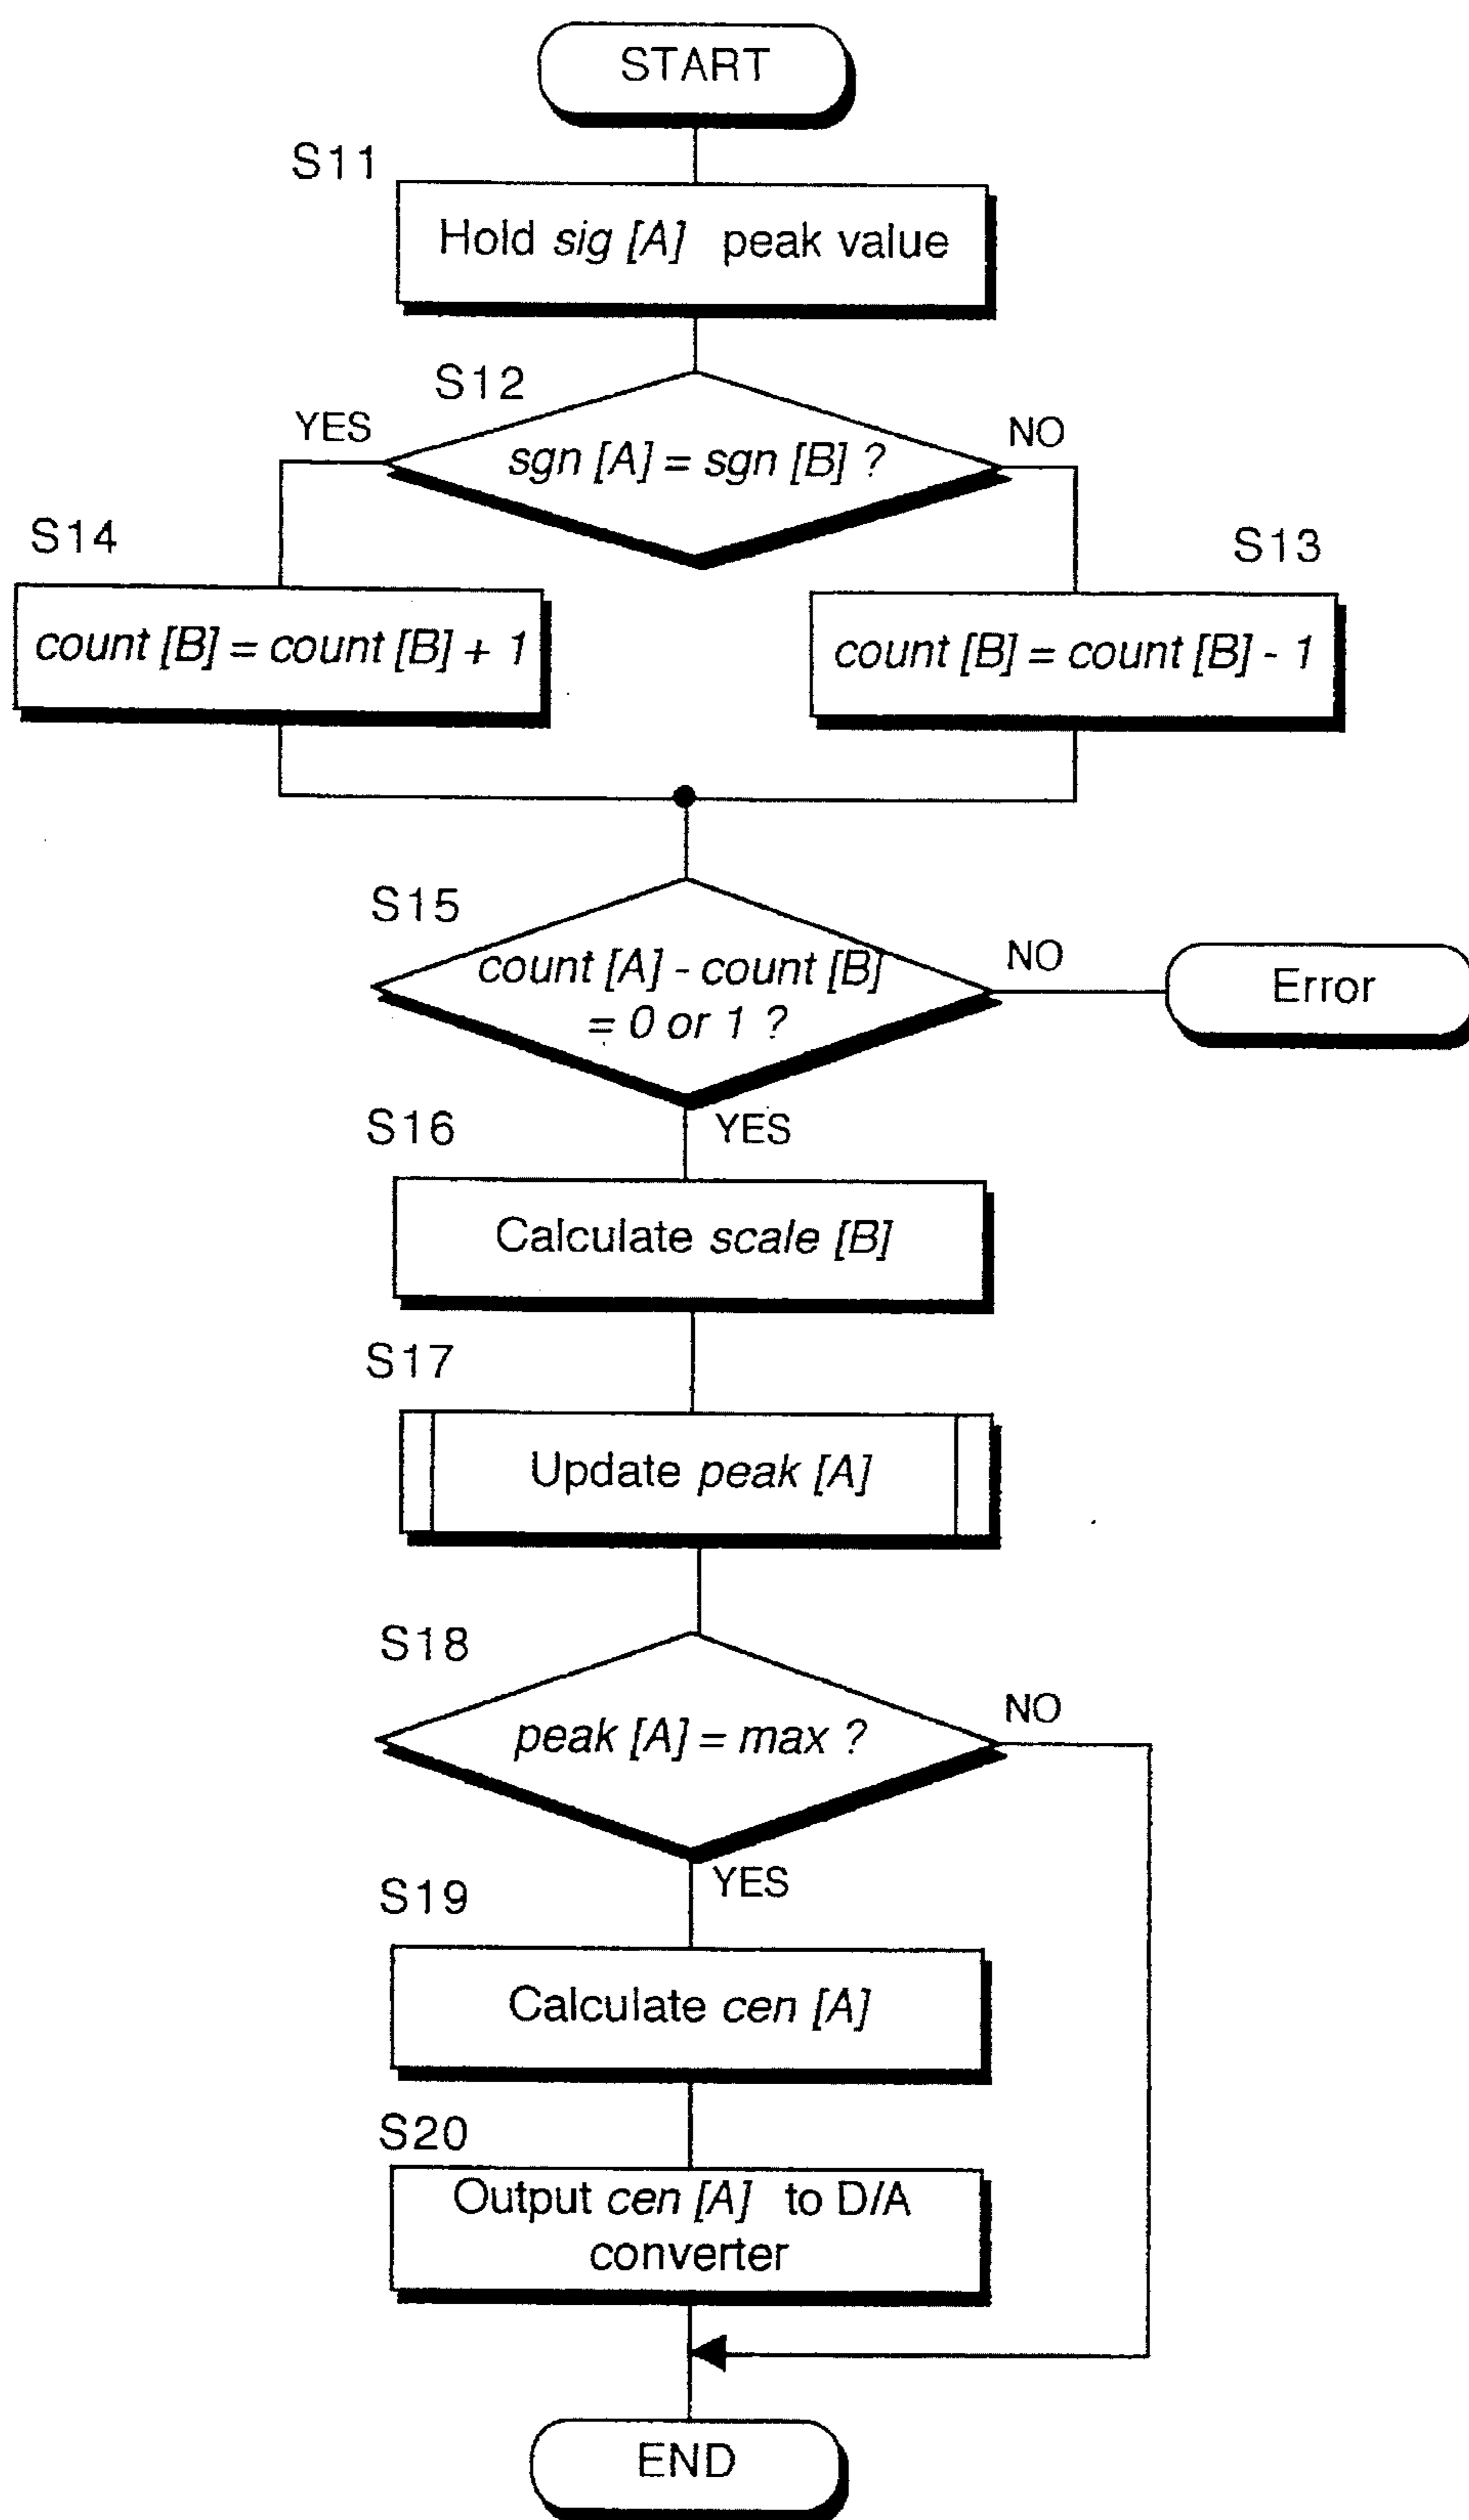 START
S11
Hold sig [A] peak value
S12
YES
NO
sgn [A] = sgn [B] ?
S14
S13
count [B] = count [B] + 1
count [B] = count [B] - 1
S15
count [A] - count [B]
= 0 or 1 ?
NO
Error
S16
YES
Calculate scale [B]
S17
Update peak [A]
S18
NO
peak [A] = max ?
YES
S19
Calculate cen [A]
S20
Output cen [A] to D/A
converter
END